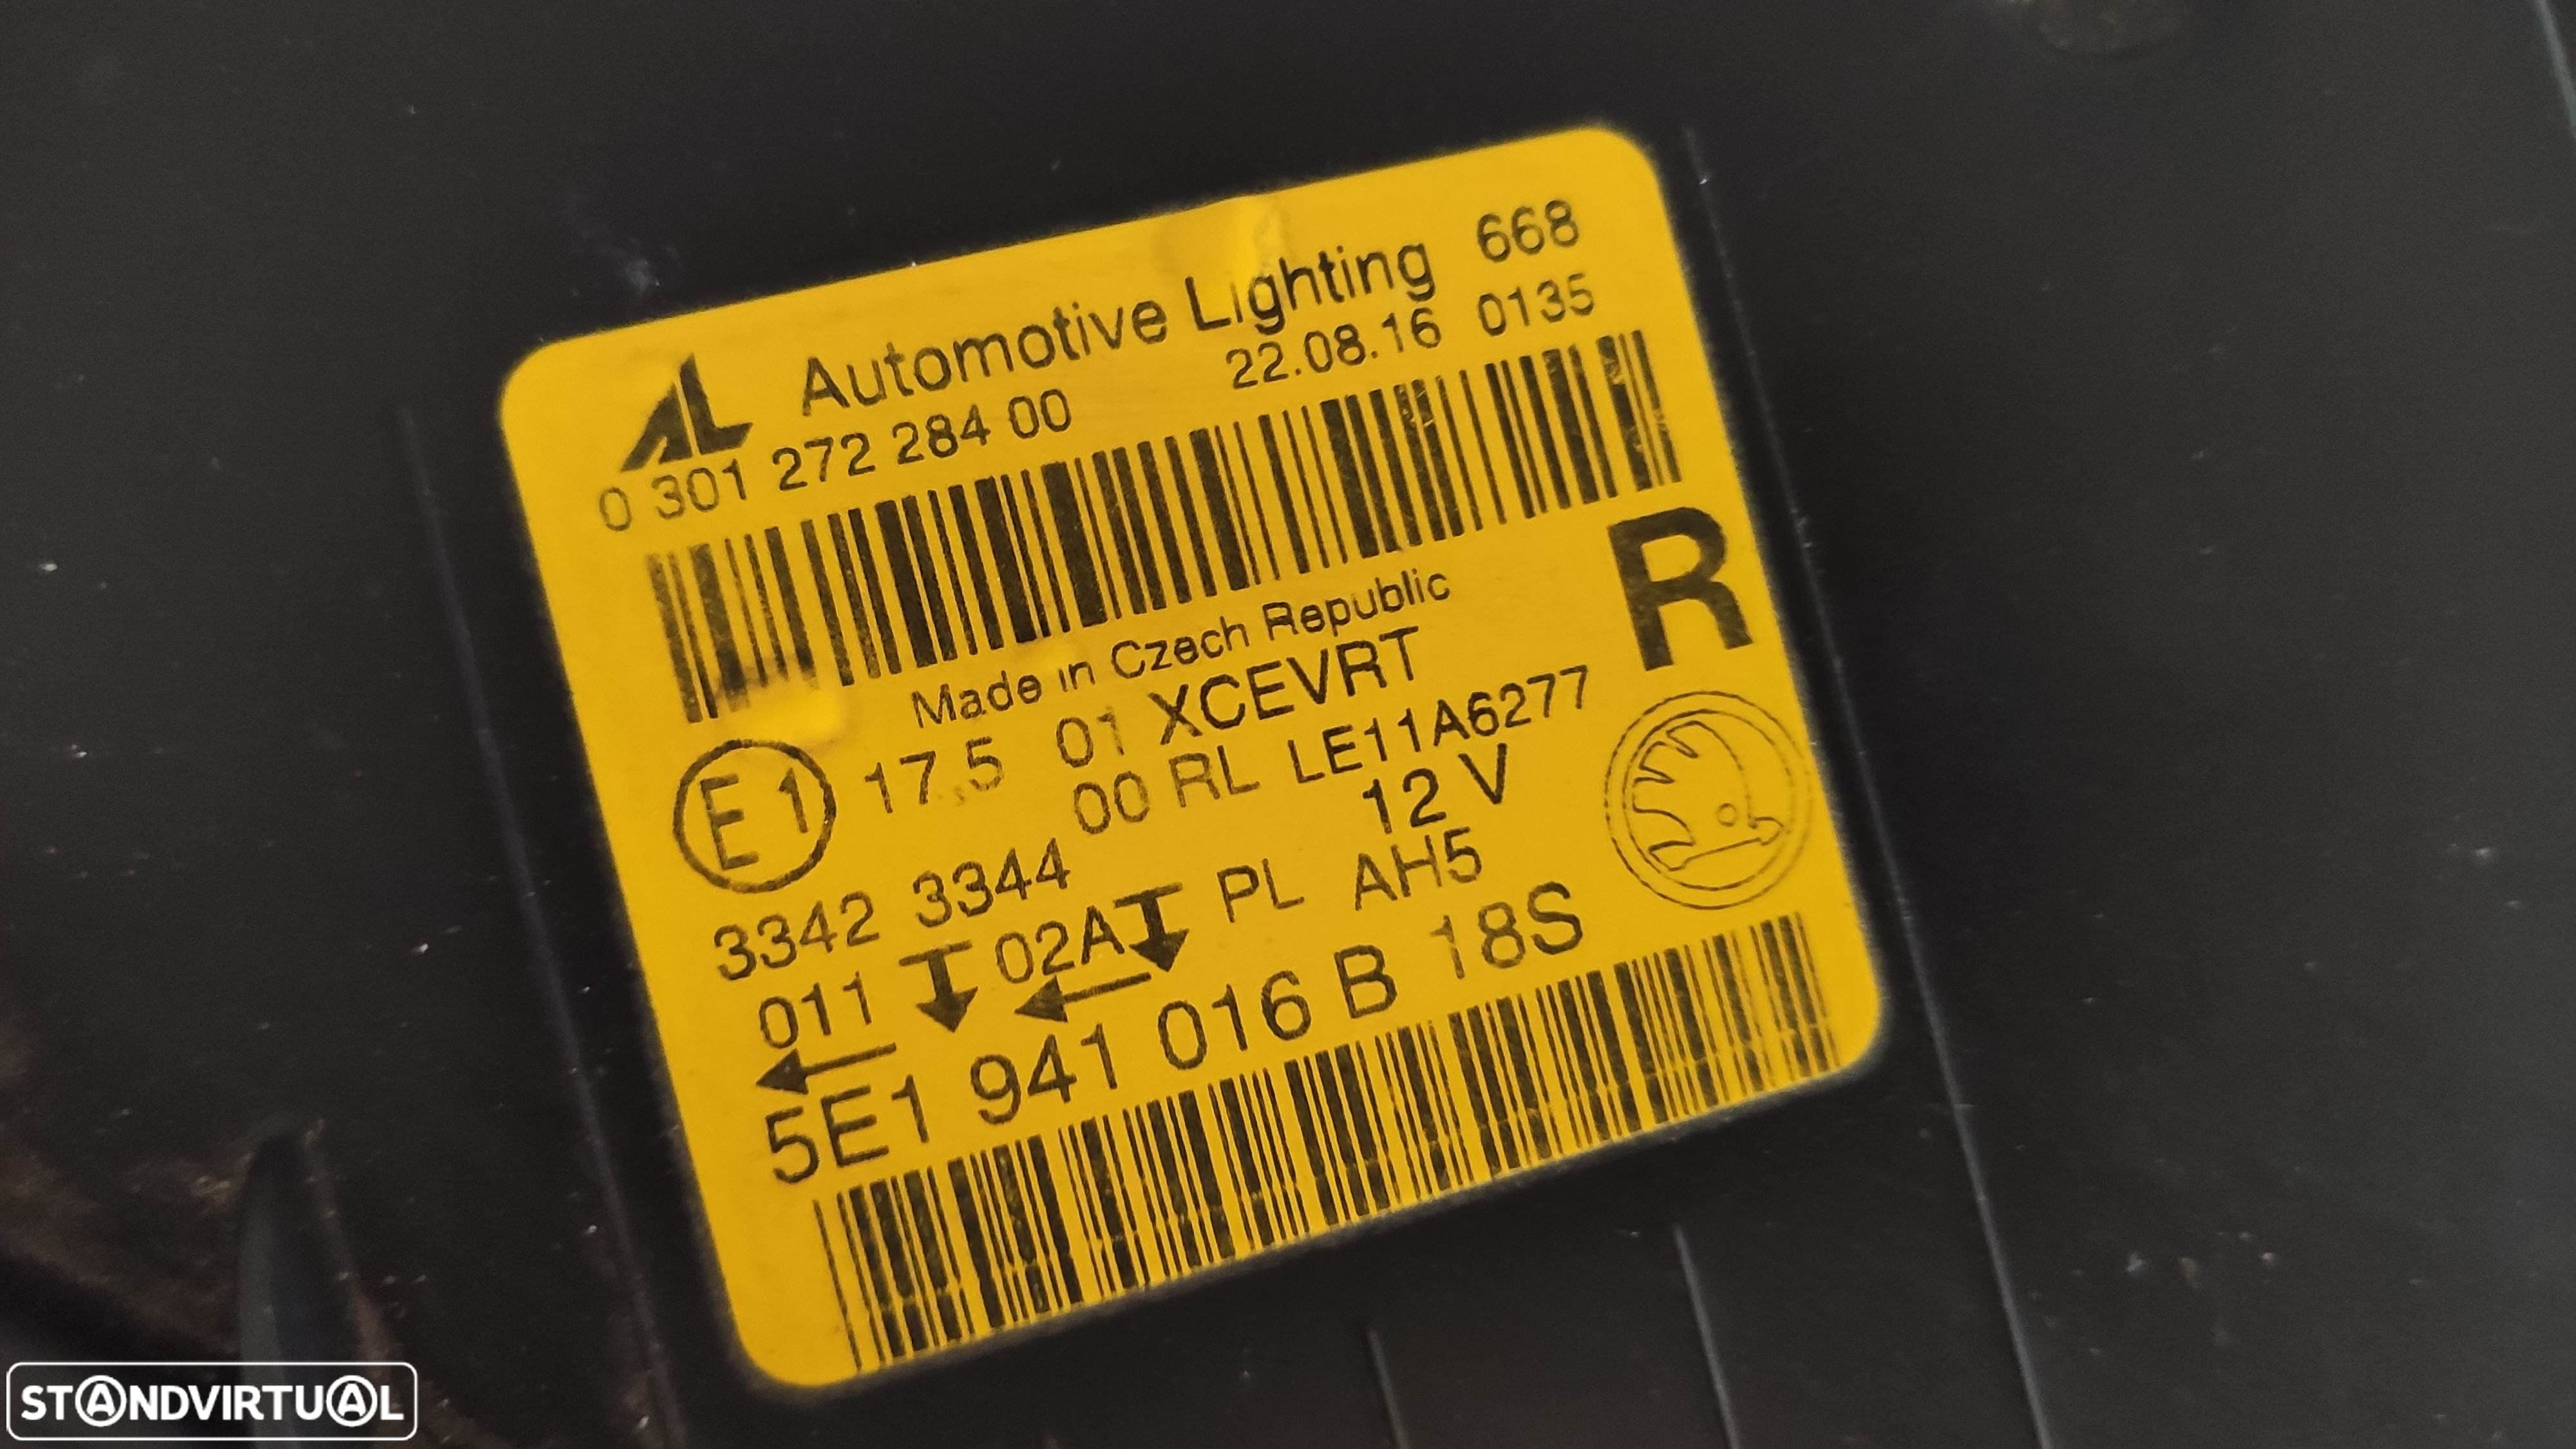 AL Automotive Lighting 668
0 301 272 284 00 22.08.16 0135
Made in Czech Republic
R
E1 17.5 01 XCEVRT
00 RL LE11A6277
12 V
3342 3344
011 02A PL AH5
5E1 941 016 B 18S
STANDVIRTUAL